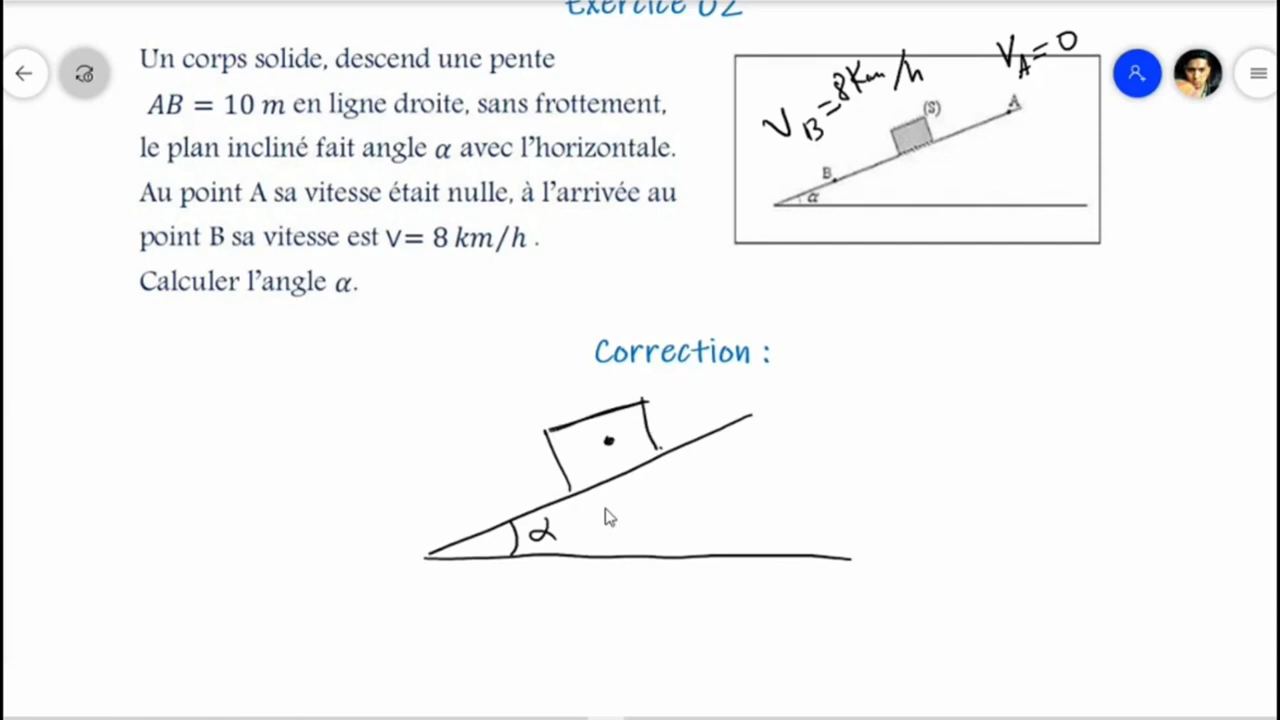 Exercice 02
Un corps solide, descend une pente
AB = 10 m en ligne droite, sans frottement,
le plan incliné fait angle α avec l'horizontale.
Au point A sa vitesse était nulle, à l'arrivée au
point B sa vitesse est V= 8 km/h .
Calculer l'angle α.
V_B = 8 Km/h
V_A = 0
(S)
A
B
α
Correction :
α